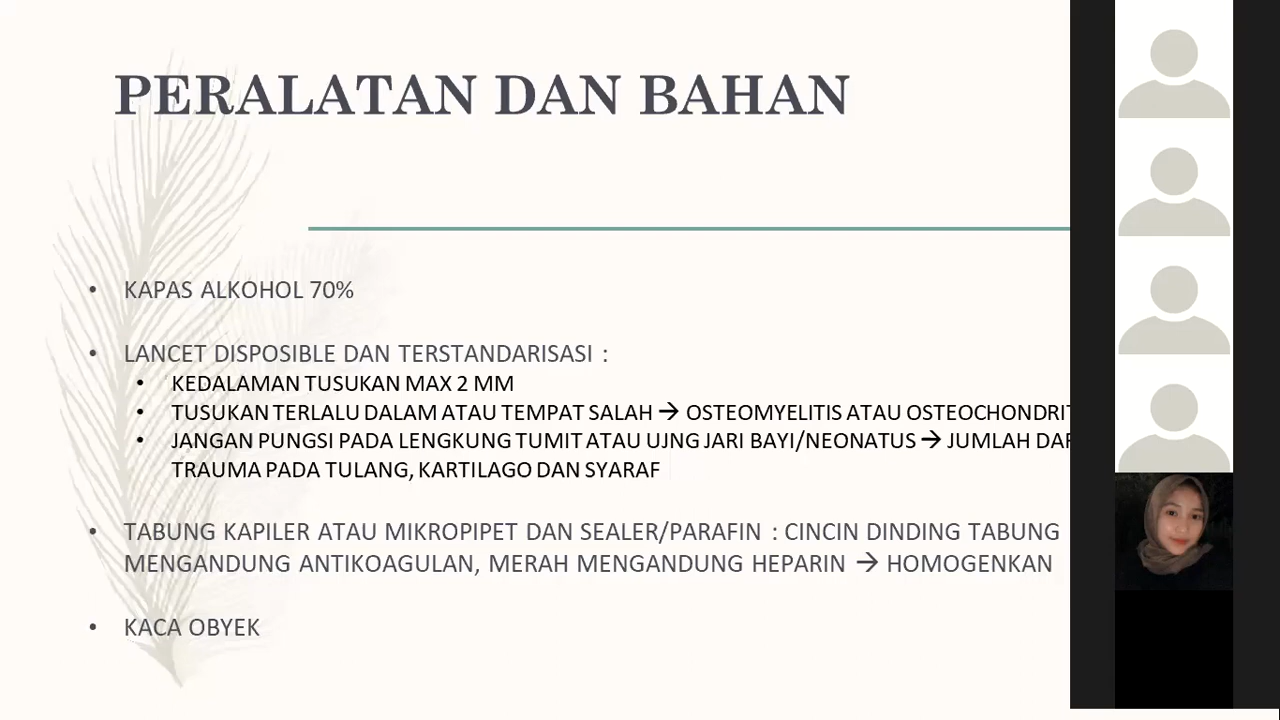 PERALATAN DAN BAHAN
• KAPAS ALKOHOL 70%
• LANCET DISPOSIBLE DAN TERSTANDARISASI :
• KEDALAMAN TUSUKAN MAX 2 MM
• TUSUKAN TERLALU DALAM ATAU TEMPAT SALAH → OSTEOMYELITIS ATAU
• JANGAN PUNGSI PADA LENGKUNG TUMIT ATAU UJNG JARI BAYI/NEONATUS → JUMLAH
TRAUMA PADA TULANG, KARTILAGO DAN SYARAF
• TABUNG KAPILER ATAU MIKROPIPET DAN SEALER/PARAFIN : CINCIN DINDING TABUNG
MENGANDUNG ANTIKOAGULAN, MERAH MENGANDUNG HEPARIN → HOMOGENKAN
• KACA OBYEK